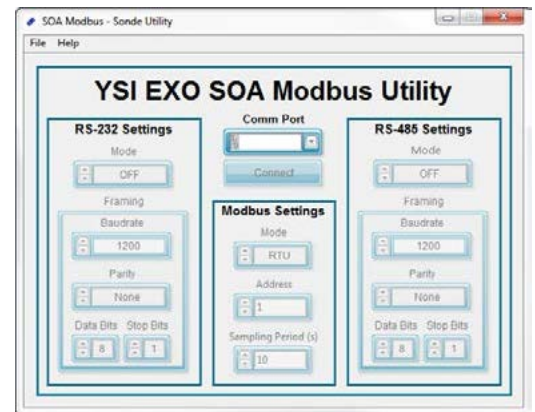 SOA Modbus - Sonde Utility
File Help
YSI EXO SOA Modbus Utility
RS-232 Settings
Mode
OFF
Framing
Baudrate
1200
Parity
None
Data Bits Stop Bits
8 1
Comm Port
Connect
Modbus Settings
Mode
RTU
Address
1
Sampling Period (s)
10
RS-485 Settings
Mode
OFF
Framing
Baudrate
1200
Parity
None
Data Bits Stop Bits
8 1